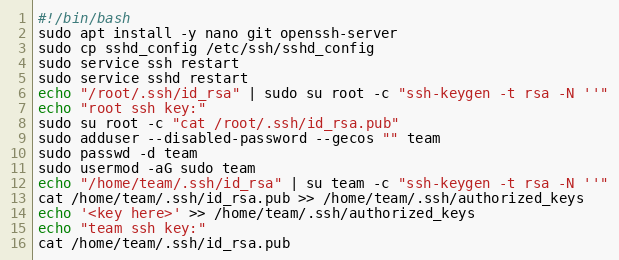 1 #!/bin/bash
2 sudo apt install -y nano git openssh-server
3 sudo cp sshd_config /etc/ssh/sshd_config
4 sudo service ssh restart
5 sudo service sshd restart
6 echo "/root/.ssh/id_rsa" | sudo su root -c "ssh-keygen -t rsa -N ''"
7 echo "root ssh key:"
8 sudo su root -c "cat /root/.ssh/id_rsa.pub"
9 sudo adduser --disabled-password --gecos "" team
10 sudo passwd -d team
11 sudo usermod -aG sudo team
12 echo "/home/team/.ssh/id_rsa" | su team -c "ssh-keygen -t rsa -N ''"
13 cat /home/team/.ssh/id_rsa.pub >> /home/team/.ssh/authorized_keys
14 echo '<key here>' >> /home/team/.ssh/authorized_keys
15 echo "team ssh key:"
16 cat /home/team/.ssh/id_rsa.pub